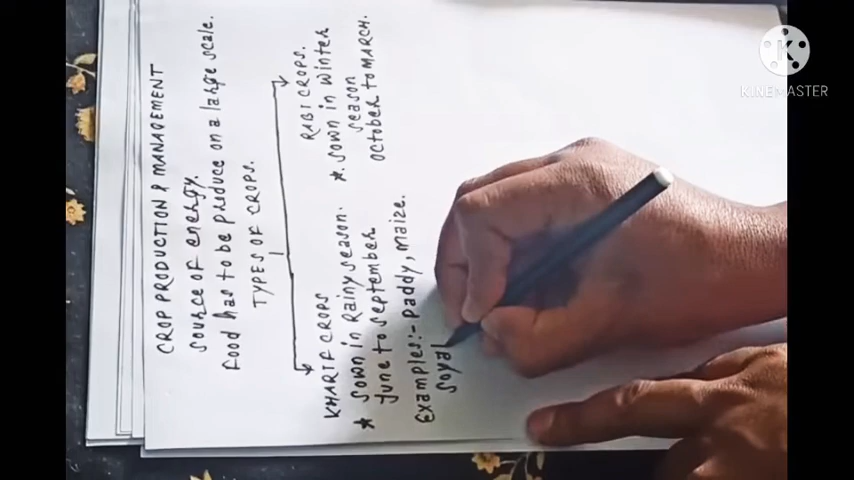 CROP PRODUCTION & MANAGEMENT
source of energy.
Food has to be produce on a large scale.
TYPES OF CROPS.
KHARIF CROPS
* sown in Rainy season.
June to September
Examples:- Paddy, maize.
soyal
RABI CROPS.
* sown in winter
season
October to MARCH.
KINEMASTER